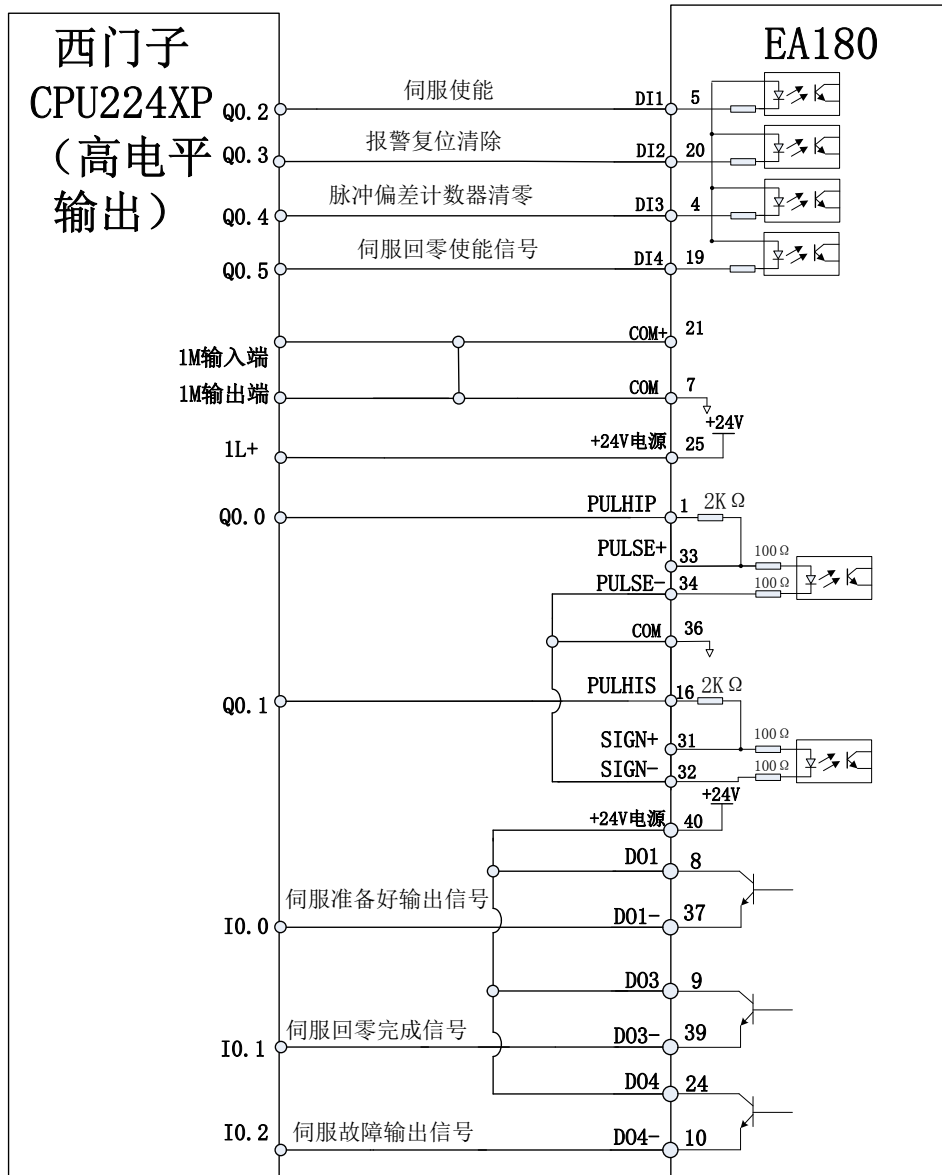 西门子
CPU224XP
（高电平
输出）
EA180
Q0.2 伺服使能 DI1 5
Q0.3 报警复位清除 DI2 20
Q0.4 脉冲偏差计数器清零 DI3 4
Q0.5 伺服回零使能信号 DI4 19
1M输入端 COM+ 21
1M输出端 COM 7
+24V
1L+ +24V电源 25
Q0.0 PULHIP 1 2KΩ
PULSE+ 33 100Ω
PULSE- 34 100Ω
COM 36
Q0.1 PULHIS 16 2KΩ
SIGN+ 31 100Ω
SIGN- 32 100Ω
+24V
+24V电源 40
DO1 8
伺服准备好输出信号
I0.0 DO1- 37
DO3 9
伺服回零完成信号
I0.1 DO3- 39
DO4 24
I0.2 伺服故障输出信号 DO4- 10